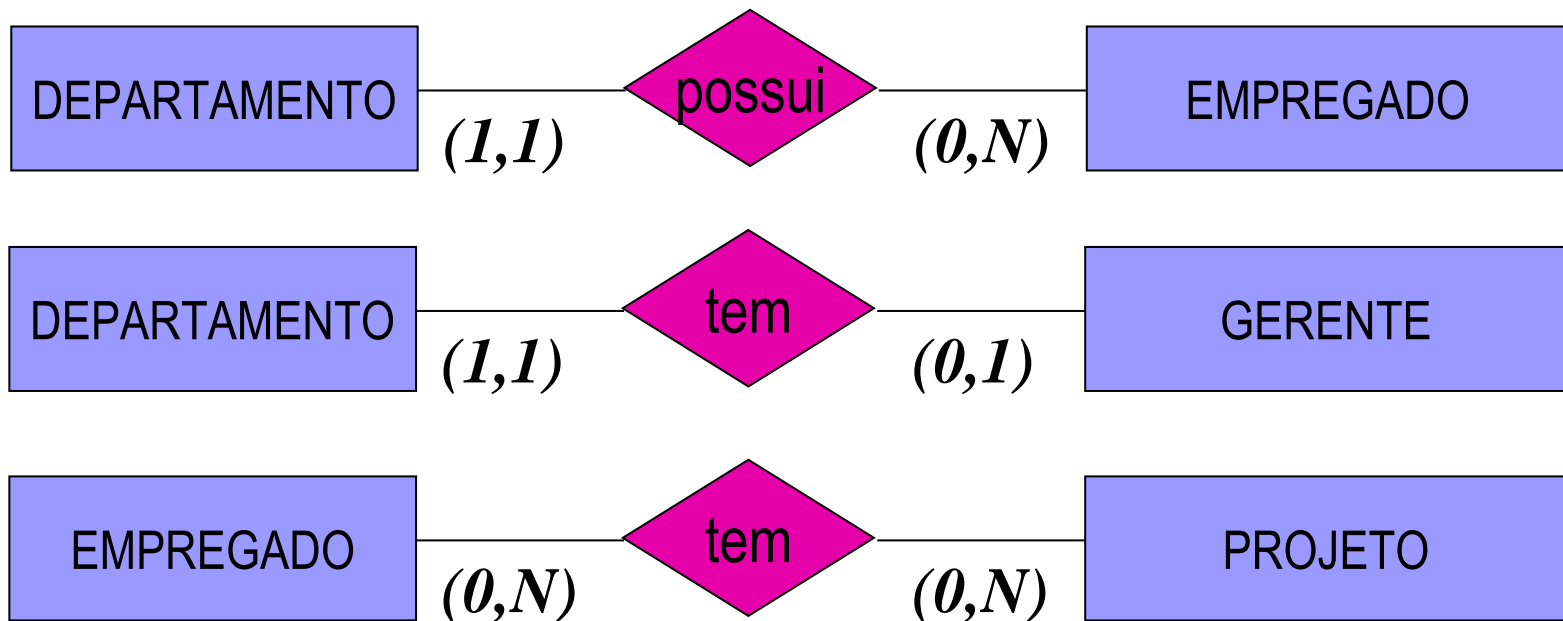 DEPARTAMENTO possui EMPREGADO
(1,1) (0,N)
DEPARTAMENTO tem GERENTE
(1,1) (0,1)
EMPREGADO tem PROJETO
(0,N) (0,N)